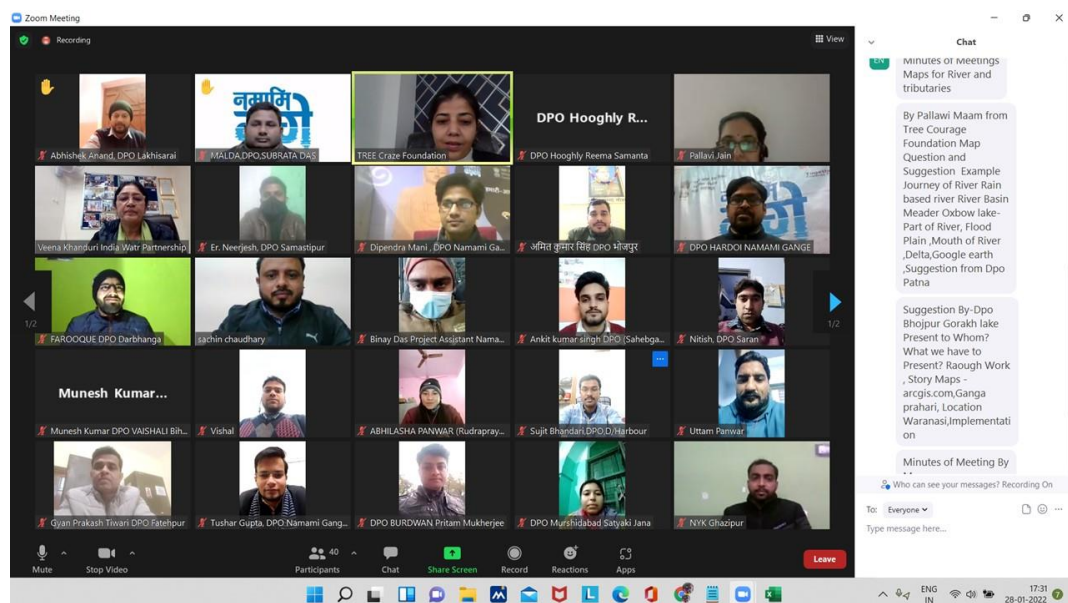 Zoom Meeting
Recording
View
Chat
Minutes of Meetings
Maps for River and
tributaries
By Pallawi Maam from
Tree Courage
Foundation Map
Question and
Suggestion Example
Journey of River Rain
based river River Basin
Meader Oxbow lake-
Part of River, Flood
Plain ,Mouth of River
,Delta,Google earth
,Suggestion from Dpo
Patna
Suggestion By-Dpo
Bhojpur Gorakh lake
Present to Whom?
What we have to
Present? Raough Work
, Story Maps -
arcgis.com,Ganga
prahari, Location
Waranasi,Implementati
on
Minutes of Meeting By
Who can see your messages? Recording On
To: Everyone
Type message here...
नमामि
Abhishek Anand, DPO Lakhisarai
MALDA,DPO,SUBRATA DAS
TREE Craze Foundation
DPO Hooghly R...
DPO Hooghly Reema Samanta
Pallavi Jain
Veena Khanduri India Watr Partnership
Er. Neerjesh, DPO Samastipur
Dipendra Mani , DPO Namami Ga...
अमित कुमार सिंह DPO भोजपुर
DPO HARDOI NAMAMI GANGE
1/2
FAROOQUE DPO Darbhanga
sachin chaudhary
Binay Das Project Assistant Nama...
Ankit kumar singh DPO (Sahebga...
Nitish, DPO Saran
1/2
Munesh Kumar...
Munesh Kumar DPO VAISHALI Bih...
Vishal
ABHILASHA PANWAR (Rudrapray...
Sujit Bhandari,DPO,D/Harbour
Uttam Panwar
Gyan Prakash Tiwari DPO Fatehpur
Tushar Gupta, DPO Namami Gang...
DPO BURDWAN Pritam Mukherjee
DPO Murshidabad Satyaki Jana
NYK Ghazipur
Mute
Stop Video
40
Participants
Chat
Share Screen
Record
Reactions
Apps
Leave
ENG
IN
17:31
28-01-2022
7